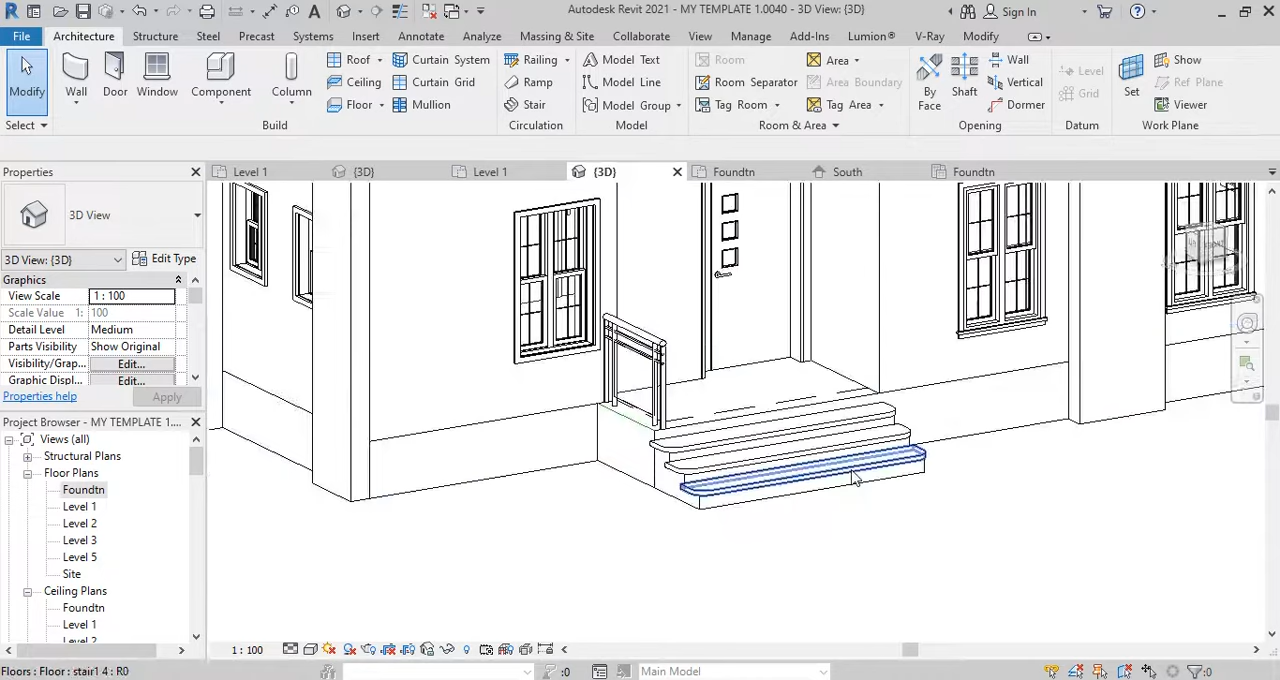 Autodesk Revit 2021 - MY TEMPLATE 1.0040 - 3D View: {3D}
Sign In
File Architecture Structure Steel Precast Systems Insert Annotate Analyze Massing & Site Collaborate View Manage Add-Ins Lumion® V-Ray Modify
Modify Wall Door Window Component Column
Roof Curtain System Railing Model Text Room Area
Ceiling Curtain Grid Ramp Model Line Room Separator Area Boundary
Floor Mullion Stair Model Group Tag Room Tag Area
By Face Shaft Wall Vertical Dormer
Level Grid
Set Show Ref Plane Viewer
Select Build Circulation Model Room & Area Opening Datum Work Plane
Properties
Level 1 {3D} Level 1 {3D} Foundtn South Foundtn
3D View
3D View: {3D} Edit Type
Graphics
View Scale 1 : 100
Scale Value 1: 100
Detail Level Medium
Parts Visibility Show Original
Visibility/Grap... Edit...
Graphic Displ... Edit...
Properties help Apply
Project Browser - MY TEMPLATE 1....
Views (all)
Structural Plans
Floor Plans
Foundtn
Level 1
Level 2
Level 3
Level 5
Site
Ceiling Plans
Foundtn
Level 1
Level 2
1 : 100
Floors : Floor : stair1 4 : R0
:0
Main Model
:0